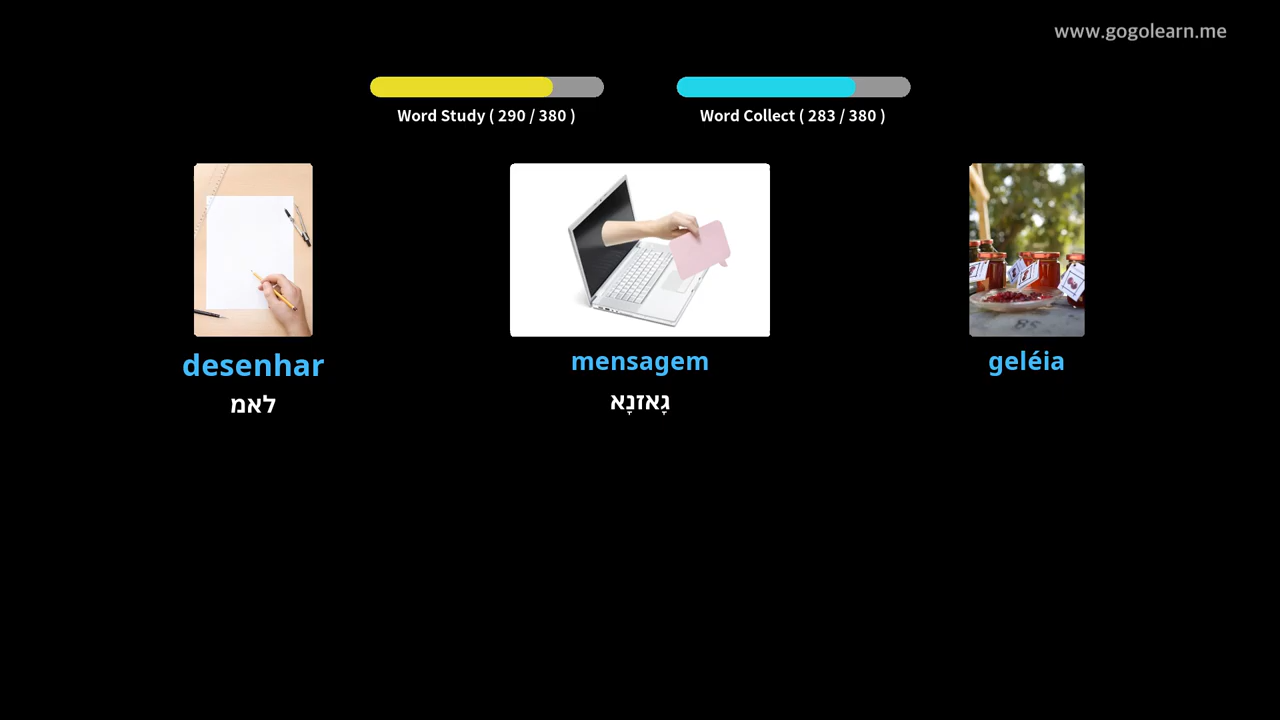 www.gogolearn.me
Word Study ( 290 / 380 )
Word Collect ( 283 / 380 )
desenhar
לאמ
mensagem
גָאזנָא
geléia